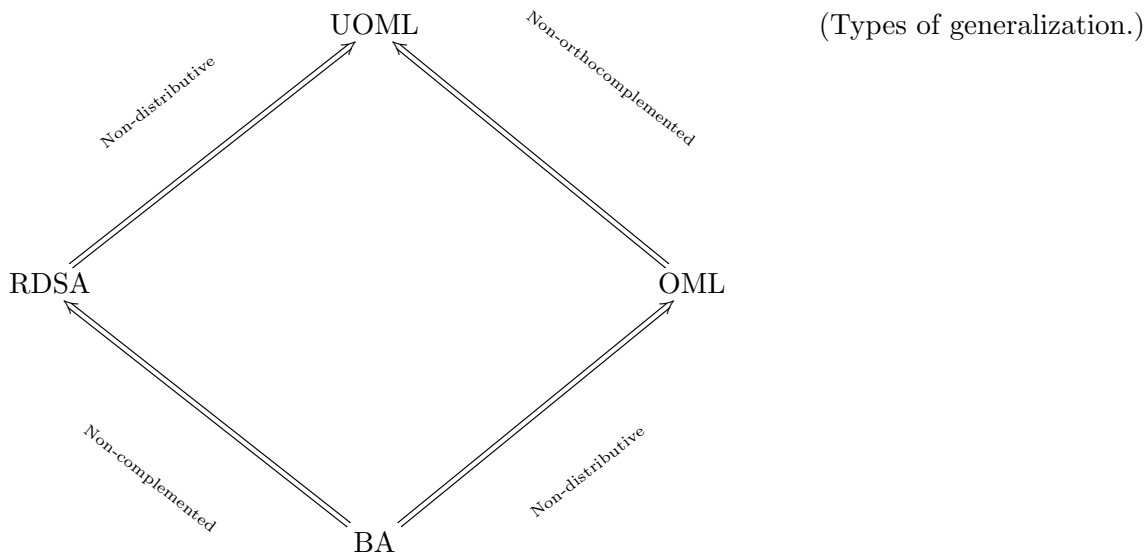 UOML (Types of generalization.)
Non-distributive
Non-orthocomplemented
RDSA
OML
Non-complemented
Non-distributive
BA